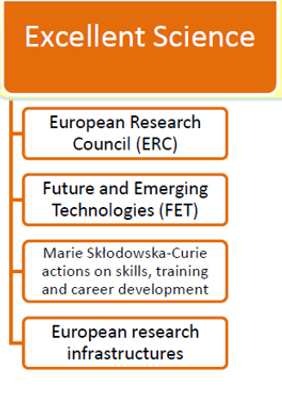 Excellent Science
European Research
Council (ERC)
Future and Emerging
Technologies (FET)
Marie Skłodowska-Curie
actions on skills, training
and career development
European research
infrastructures